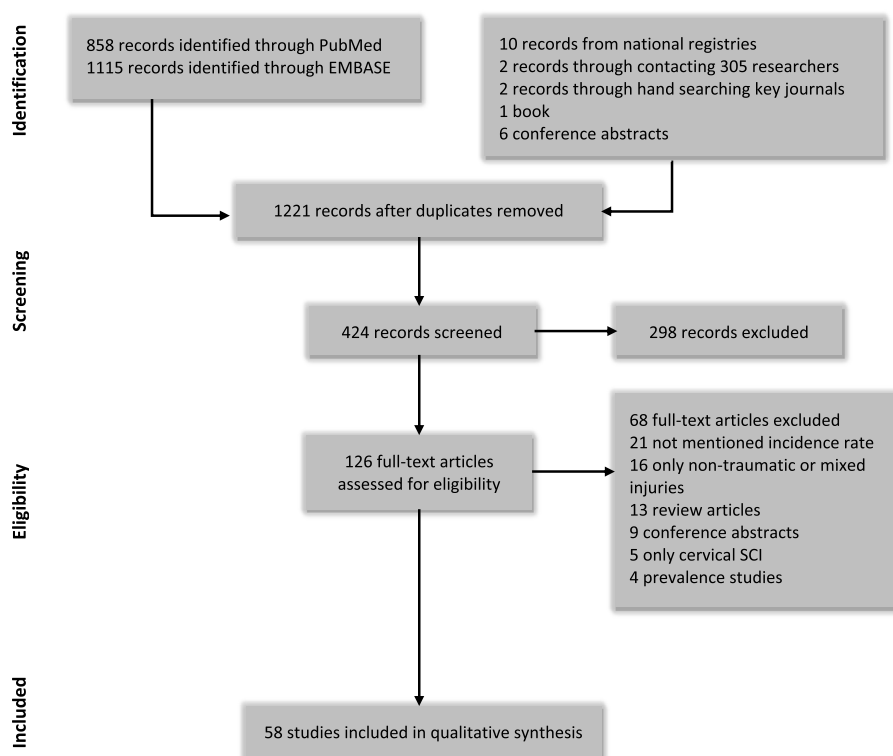 Identification
858 records identified through PubMed
1115 records identified through EMBASE
10 records from national registries
2 records through contacting 305 researchers
2 records through hand searching key journals
1 book
6 conference abstracts
1221 records after duplicates removed
Screening
424 records screened
298 records excluded
Eligibility
126 full-text articles
assessed for eligibility
68 full-text articles excluded
21 not mentioned incidence rate
16 only non-traumatic or mixed
injuries
13 review articles
9 conference abstracts
5 only cervical SCI
4 prevalence studies
Included
58 studies included in qualitative synthesis